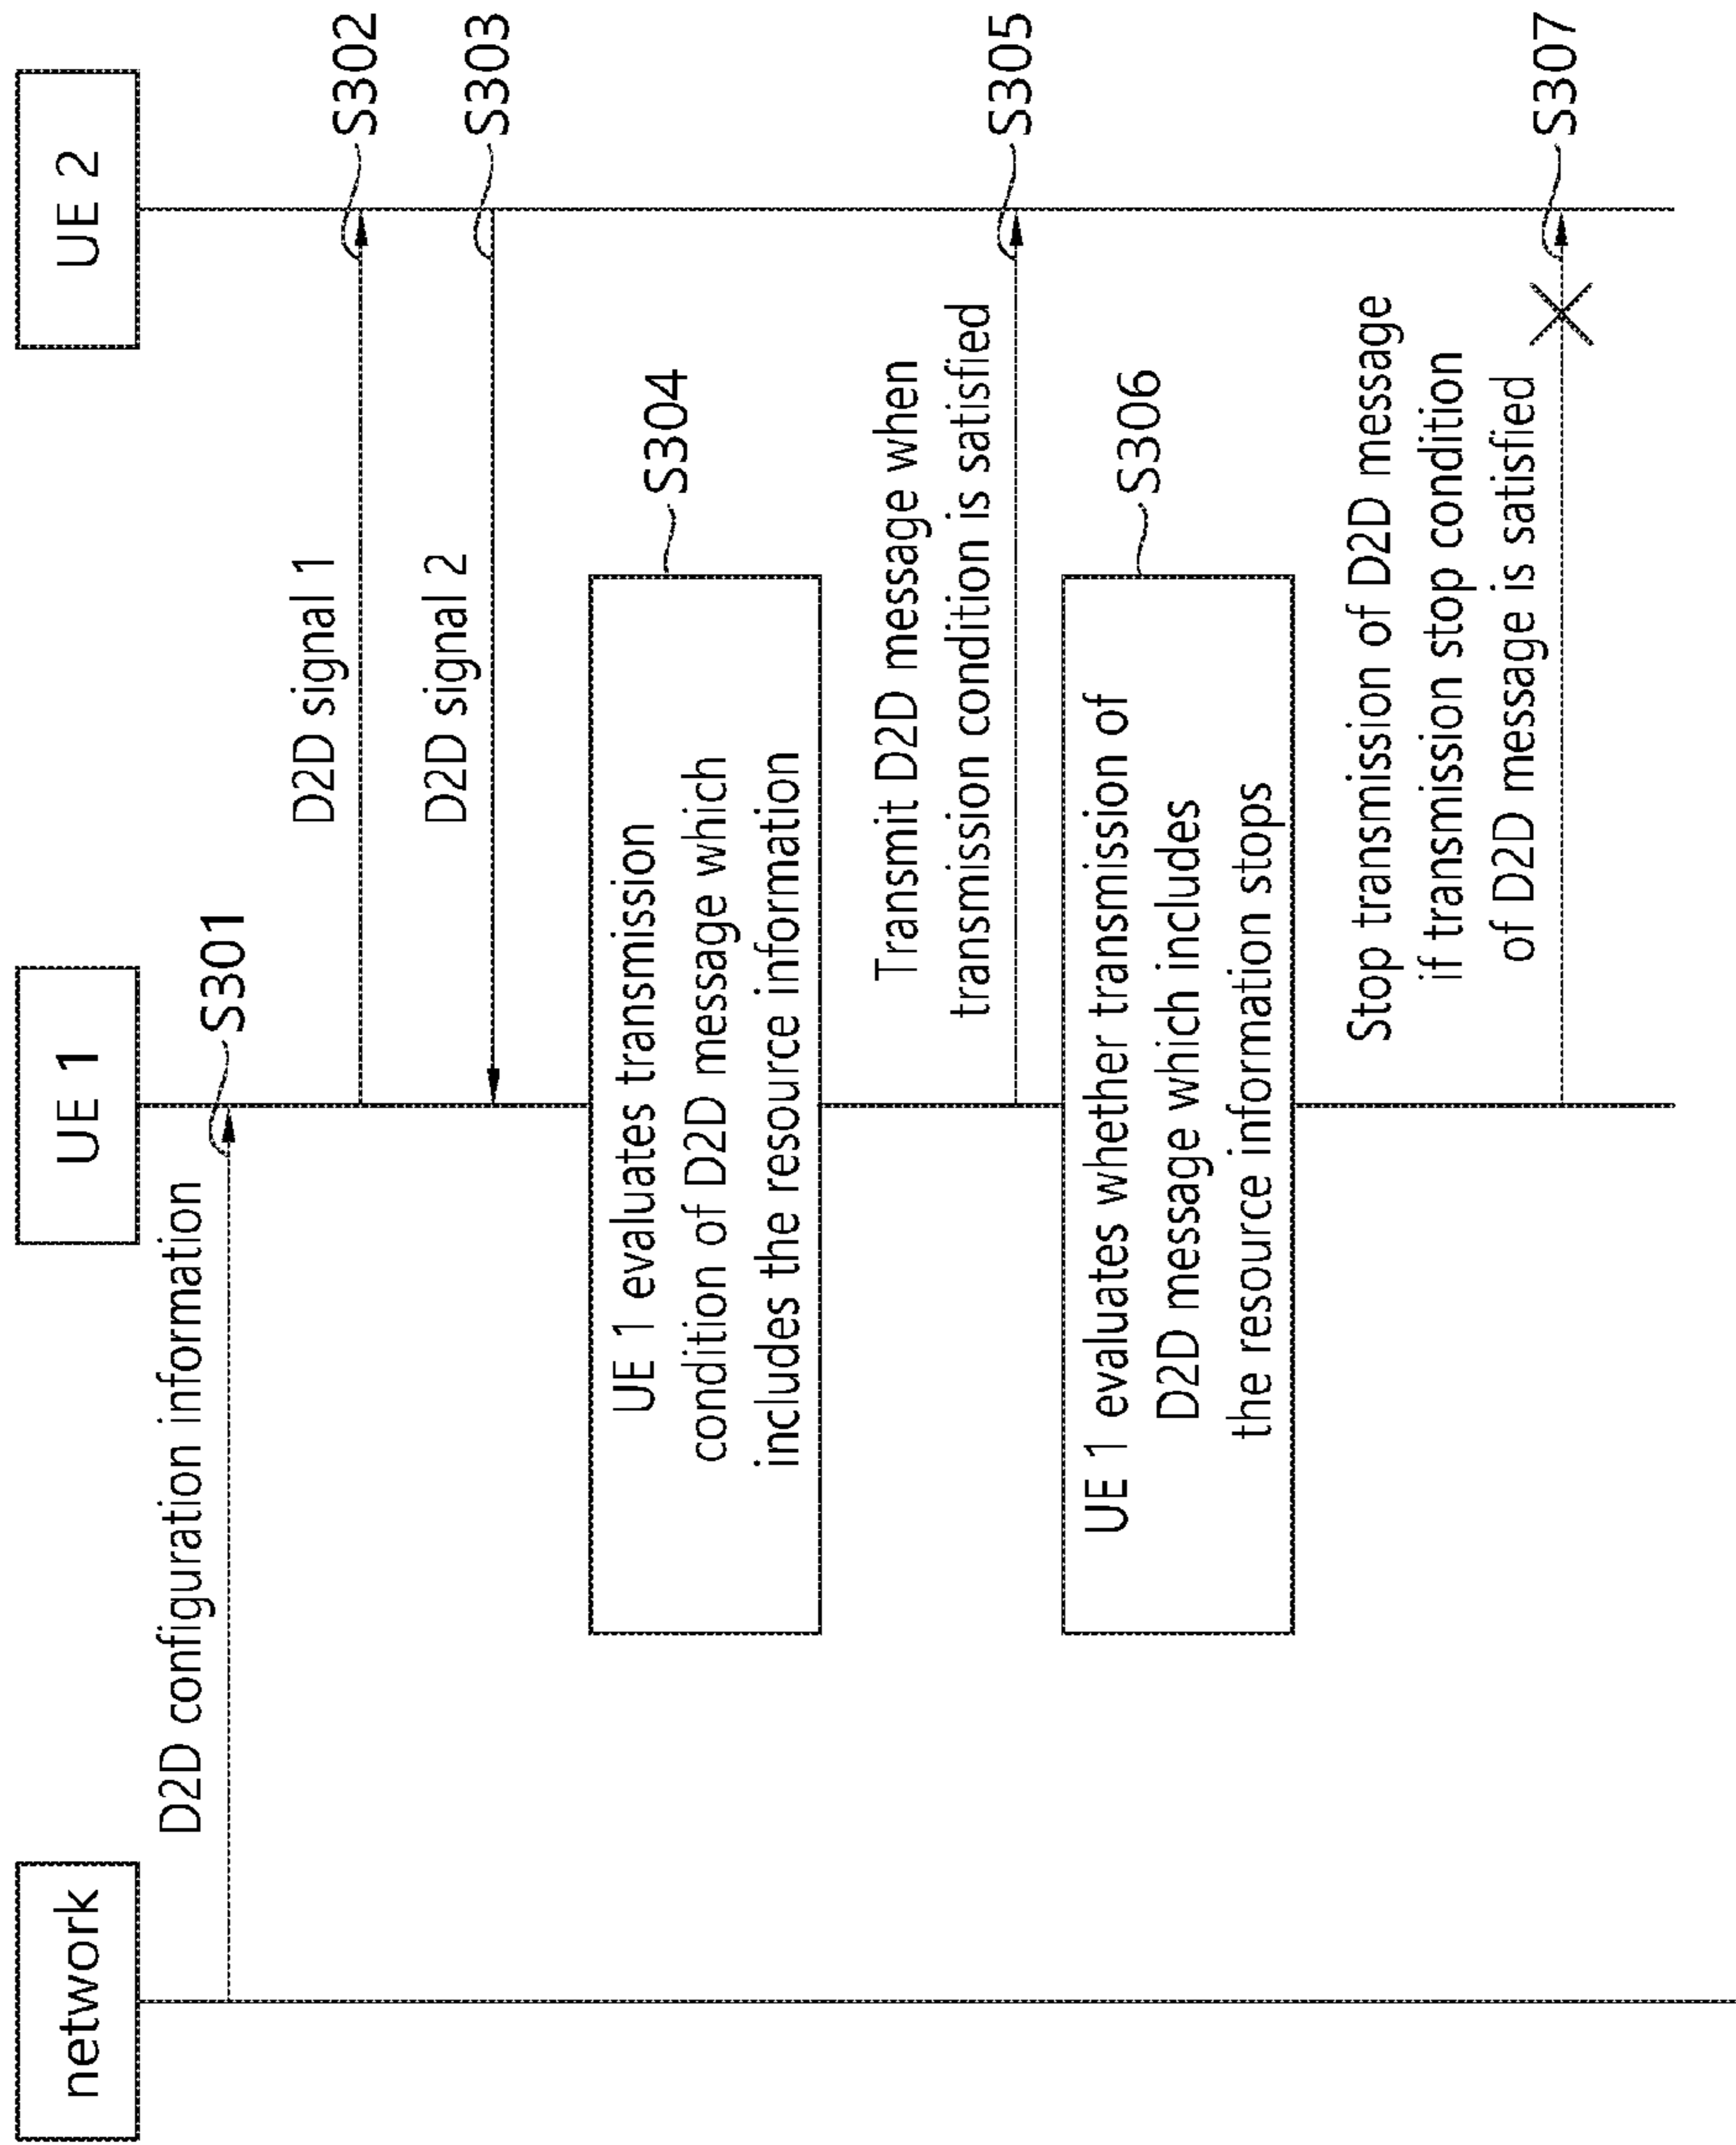 network
UE 1
UE 2
D2D configuration information
S301
D2D signal 1
S302
D2D signal 2
S303
UE 1 evaluates transmission
condition of D2D message which
includes the resource information
S304
Transmit D2D message when
transmission condition is satisfied
S305
UE 1 evaluates whether transmission of
D2D message which includes
the resource information stops
S306
Stop transmission of D2D message
if transmission stop condition
of D2D message is satisfied
S307